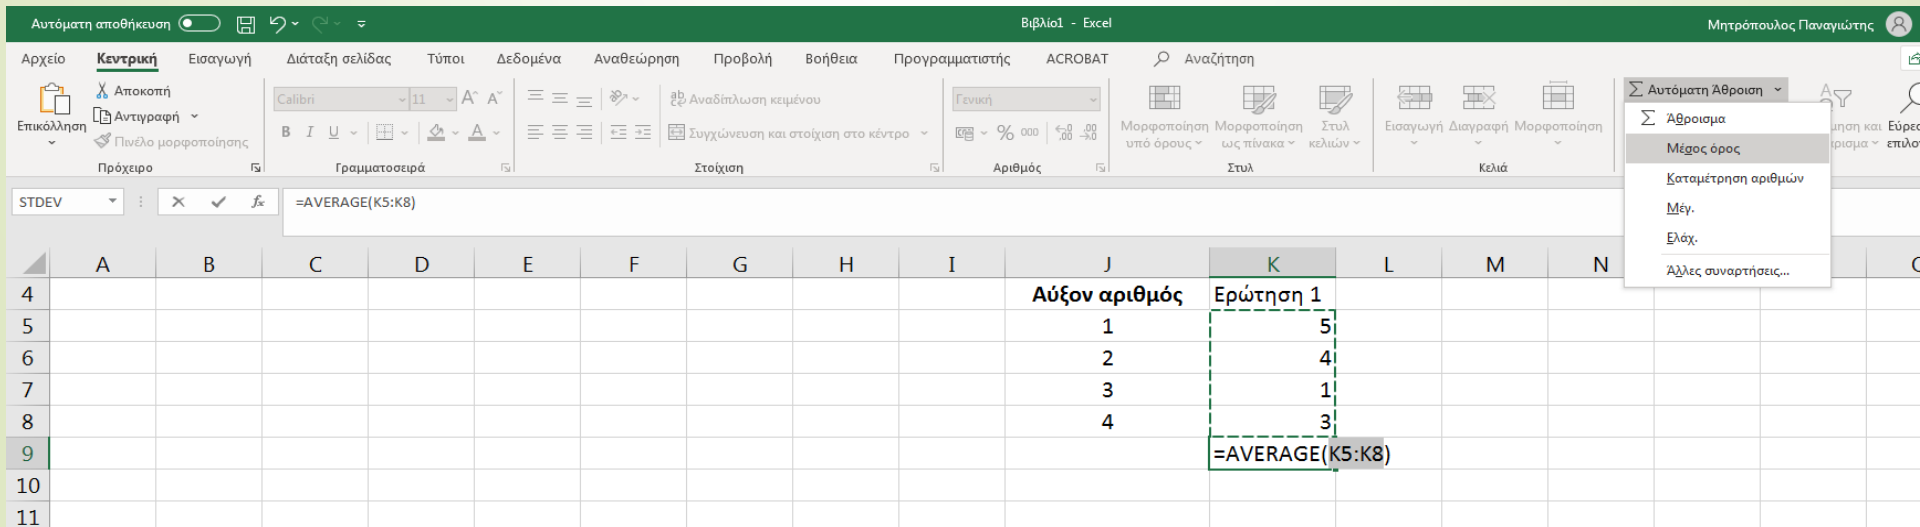 Αυτόματη αποθήκευση
Βιβλίο1 - Excel
Μητρόπουλος Παναγιώτης
Αρχείο Κεντρική Εισαγωγή Διάταξη σελίδας Τύποι Δεδομένα Αναθεώρηση Προβολή Βοήθεια Προγραμματιστής ACROBAT Αναζήτηση
Επικόλληση
Αποκοπή
Αντιγραφή
Πινέλο μορφοποίησης
Πρόχειρο
Calibri 11
B I U
Γραμματοσειρά
Αναδίπλωση κειμένου
Συγχώνευση και στοίχιση στο κέντρο
Στοίχιση
Γενική
% 000
Αριθμός
Μορφοποίηση υπό όρους
Μορφοποίηση ως πίνακα
Στυλ κελιών
Στυλ
Εισαγωγή Διαγραφή Μορφοποίηση
Κελιά
Αυτόματη Άθροιση
Άθροισμα
Μέσος όρος
Καταμέτρηση αριθμών
Μέγ.
Ελάχ.
Άλλες συναρτήσεις...
STDEV
fx
=AVERAGE(K5:K8)
A B C D E F G H I J K L M N
4 Αύξον αριθμός Ερώτηση 1
5 1 5
6 2 4
7 3 1
8 4 3
9 =AVERAGE(K5:K8)
10
11